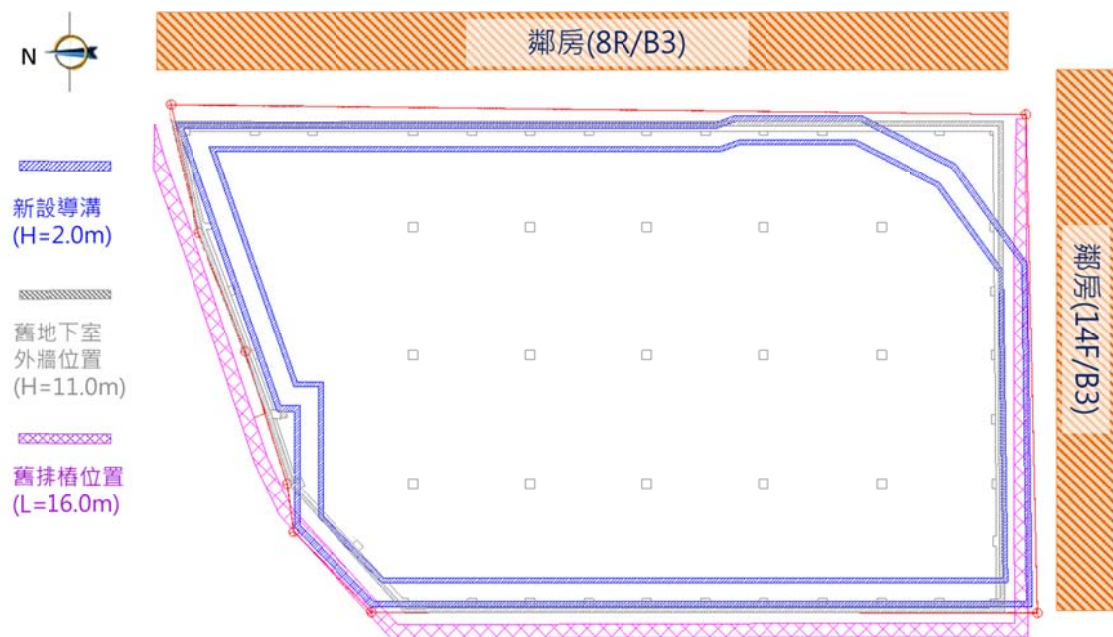 鄰房(8R/B3)
N
新設導溝
(H=2.0m)
舊地下室
外牆位置
(H=11.0m)
舊排樁位置
(L=16.0m)
鄰房(14F/B3)